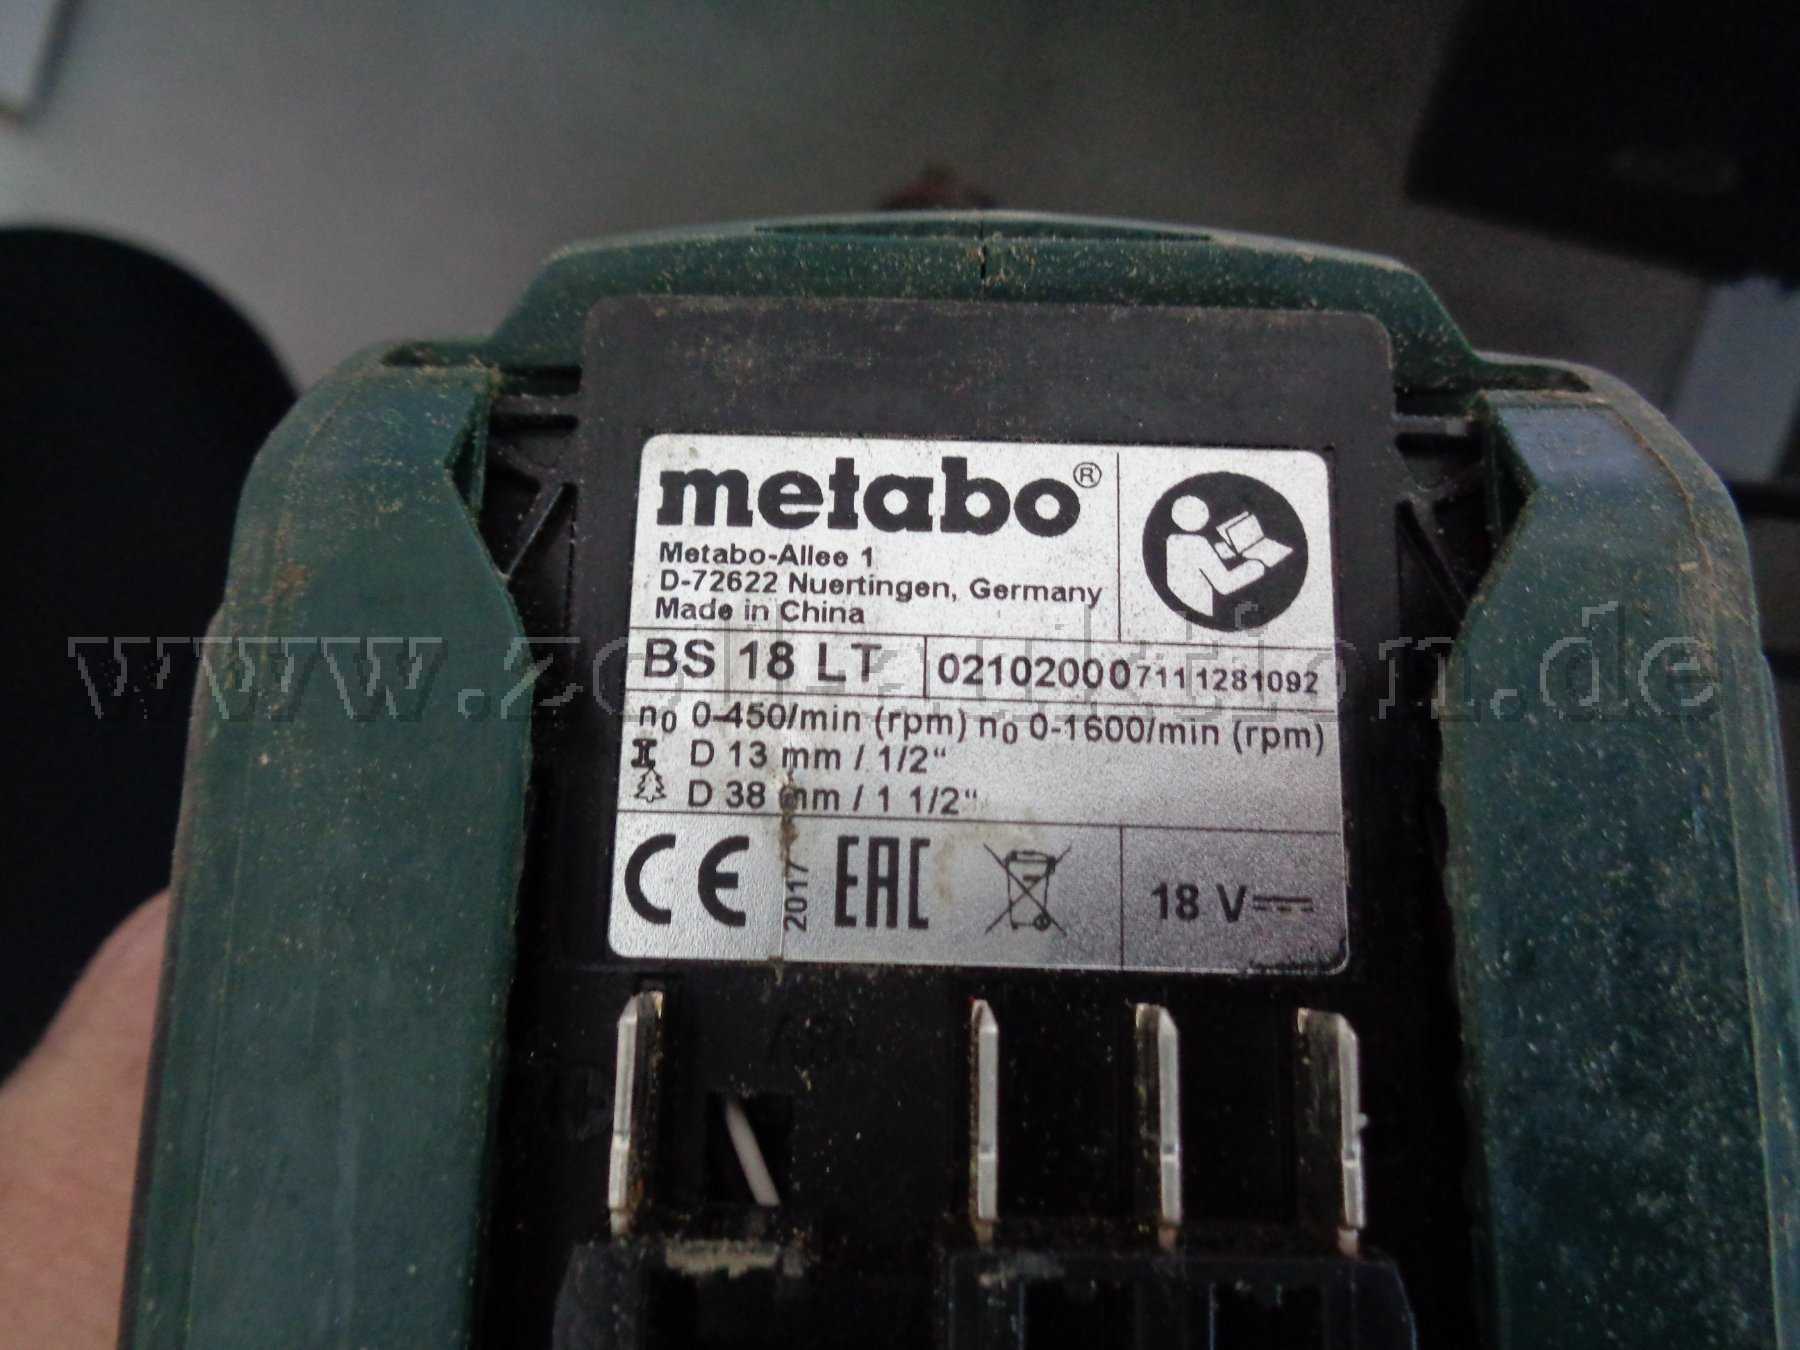 metabo®
Metabo-Allee 1
D-72622 Nuertingen, Germany
Made in China
BS 18 LT
02102000 7111281092
n0 0-450/min (rpm) n0 0-1600/min (rpm)
D 13 mm / 1/2“
D 38 mm / 1 1/2“
CE
2017
EAC
18 V
www.zoll-auktion.de